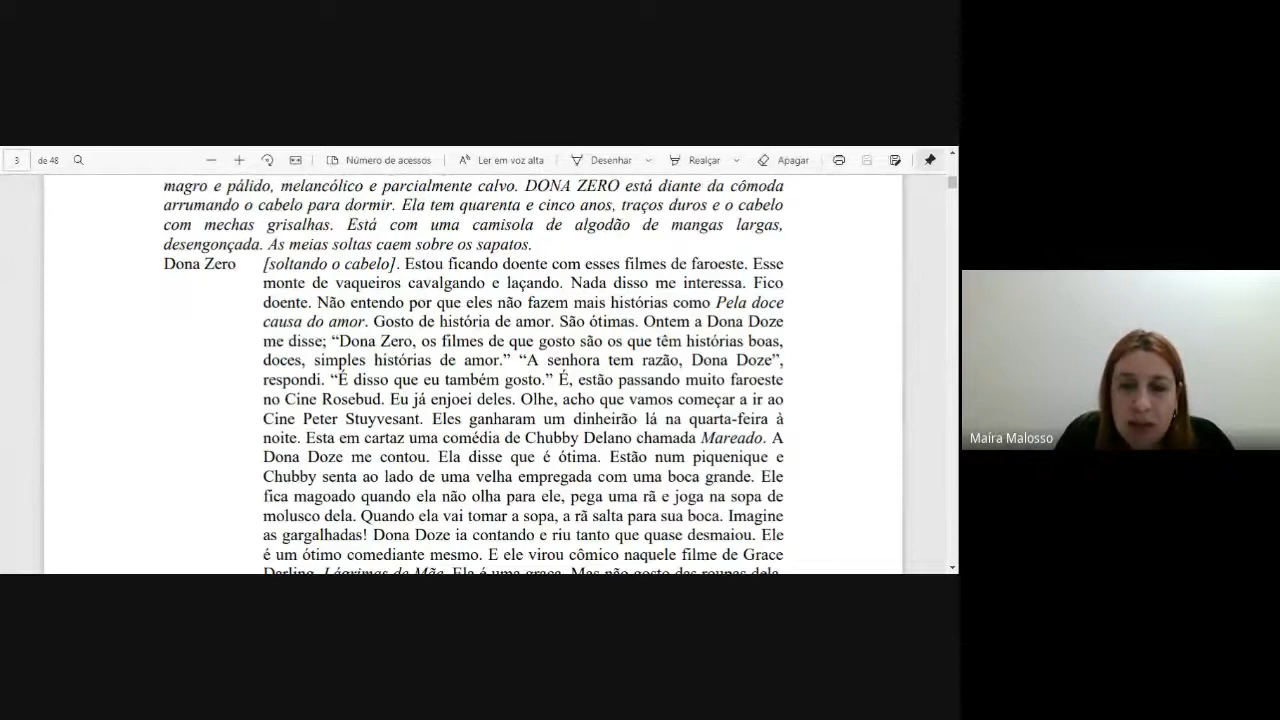 3 de 48 Número de acessos Ler em voz alta Desenhar Realçar Apagar
magro e pálido, melancólico e parcialmente calvo. DONA ZERO está diante da cômoda
arrumando o cabelo para dormir. Ela tem quarenta e cinco anos, traços duros e o cabelo
com mechas grisalhas. Está com uma camisola de algodão de mangas largas,
desengonçada. As meias soltas caem sobre os sapatos.
Dona Zero [soltando o cabelo]. Estou ficando doente com esses filmes de faroeste. Esse
monte de vaqueiros cavalgando e laçando. Nada disso me interessa. Fico
doente. Não entendo por que eles não fazem mais histórias como Pela doce
causa do amor. Gosto de história de amor. São ótimas. Ontem a Dona Doze
me disse; “Dona Zero, os filmes de que gosto são os que têm histórias boas,
doces, simples histórias de amor.” “A senhora tem razão, Dona Doze”,
respondi. “É disso que eu também gosto.” É, estão passando muito faroeste
no Cine Rosebud. Eu já enjoei deles. Olhe, acho que vamos começar a ir ao
Cine Peter Stuyvesant. Eles ganharam um dinheirão lá na quarta-feira à
noite. Esta em cartaz uma comédia de Chubby Delano chamada Mareado. A
Dona Doze me contou. Ela disse que é ótima. Estão num piquenique e
Chubby senta ao lado de uma velha empregada com uma boca grande. Ele
fica magoado quando ela não olha para ele, pega uma rã e joga na sopa de
molusco dela. Quando ela vai tomar a sopa, a rã salta para sua boca. Imagine
as gargalhadas! Dona Doze ia contando e riu tanto que quase desmaiou. Ele
é um ótimo comediante mesmo. E ele virou cômico naquele filme de Grace
Darling, Lágrimas de Mãe. Ela é uma graça. Mas não gosto das roupas dela.
Maíra Malosso